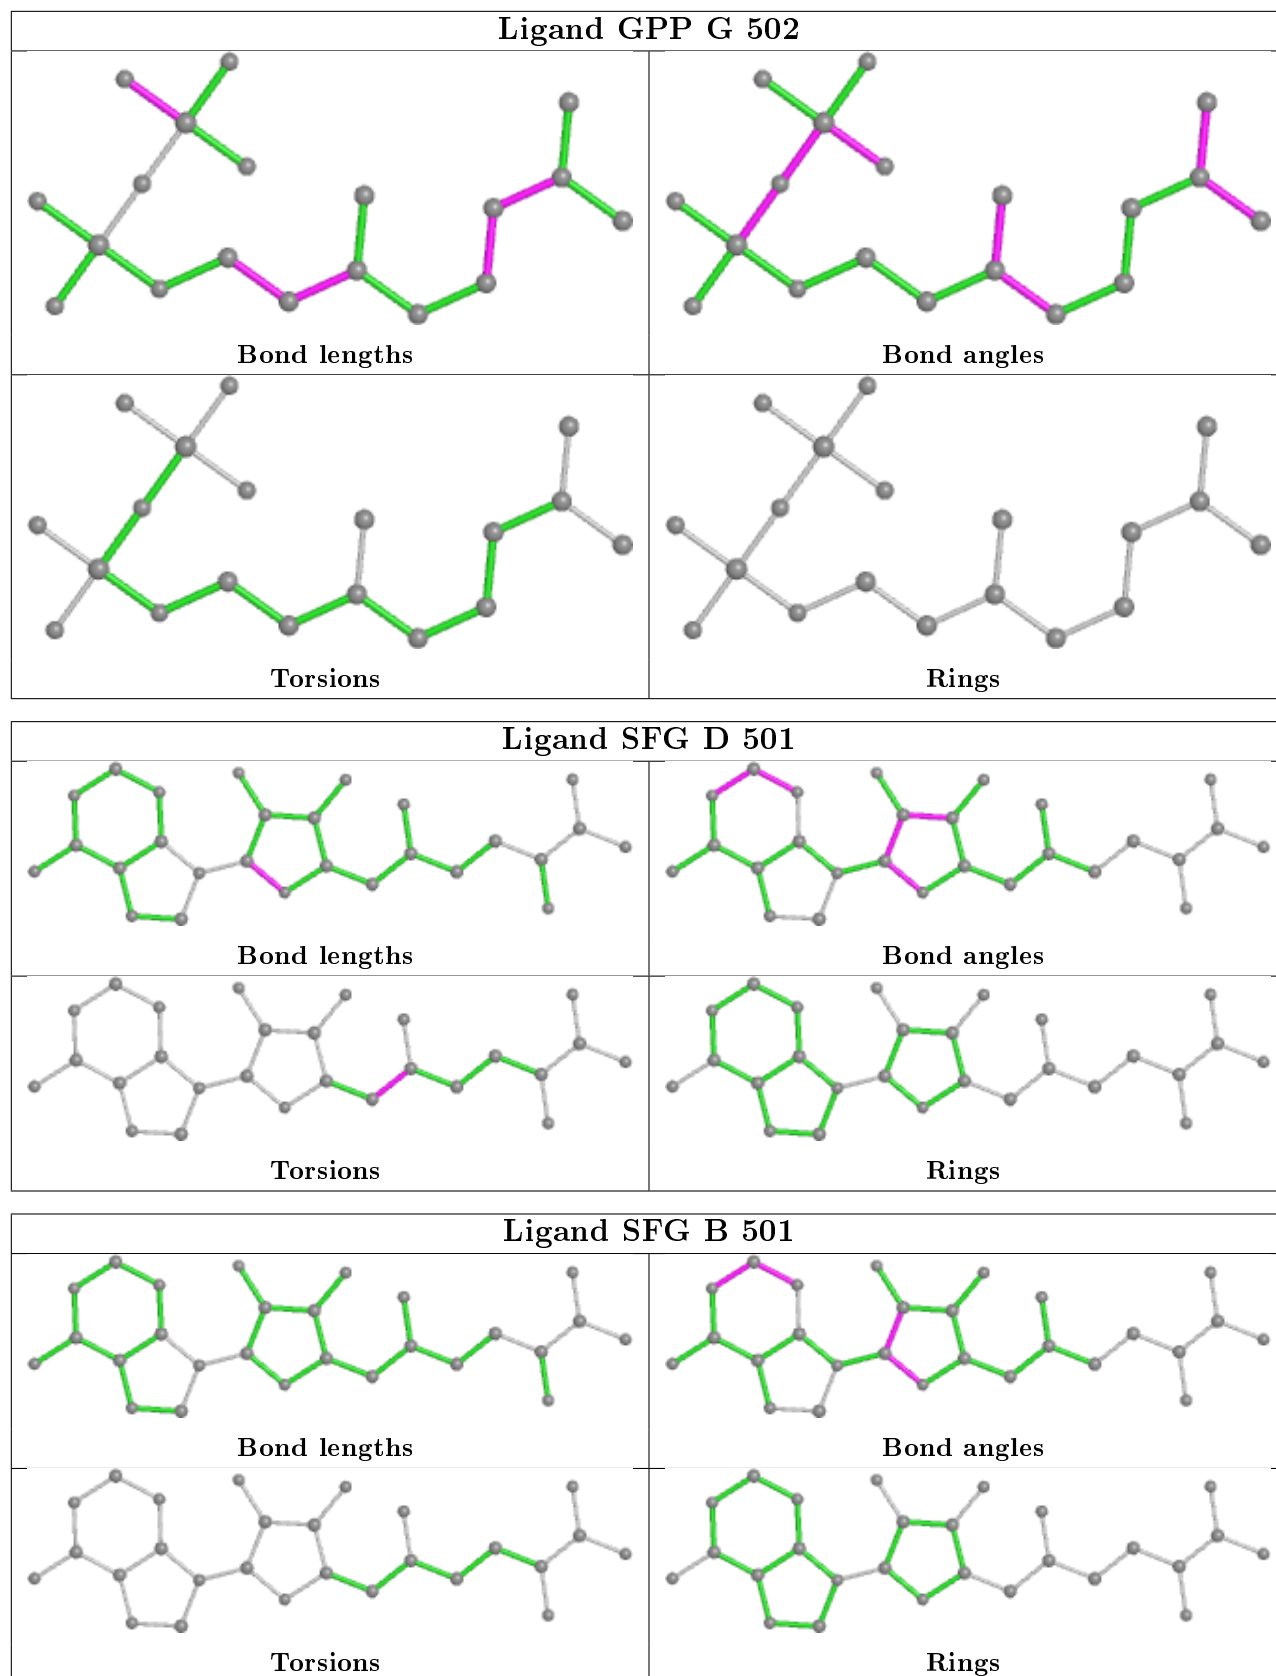 Ligand GPP G 502
Bond lengths
Bond angles
Torsions
Rings
Ligand SFG D 501
Bond lengths
Bond angles
Torsions
Rings
Ligand SFG B 501
Bond lengths
Bond angles
Torsions
Rings